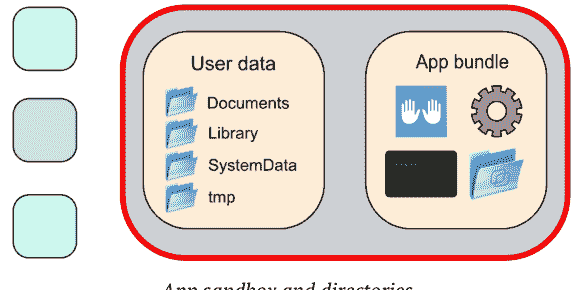 User data
Documents
Library
SystemData
tmp
App bundle
App sandbox and directories